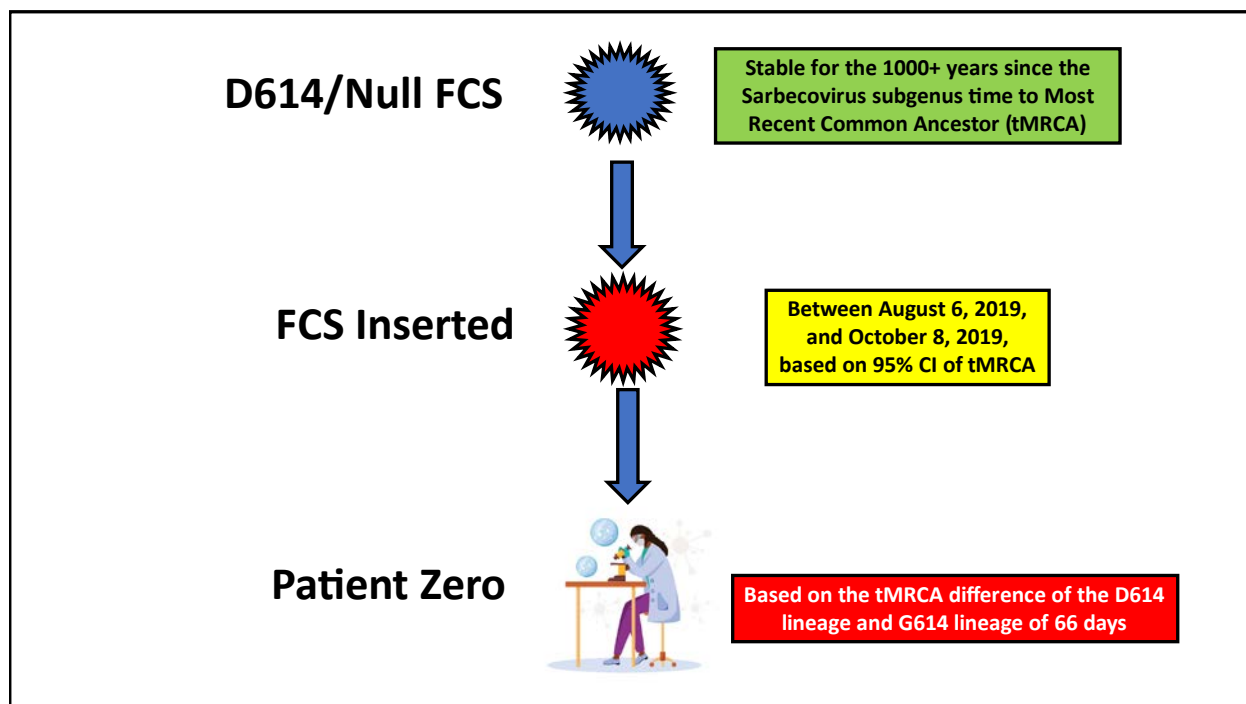 D614/Null FCS
Stable for the 1000+ years since the
Sarbecovirus subgenus time to Most
Recent Common Ancestor (tMRCA)
FCS Inserted
Between August 6, 2019,
and October 8, 2019,
based on 95% CI of tMRCA
Patient Zero
Based on the tMRCA difference of the D614
lineage and G614 lineage of 66 days